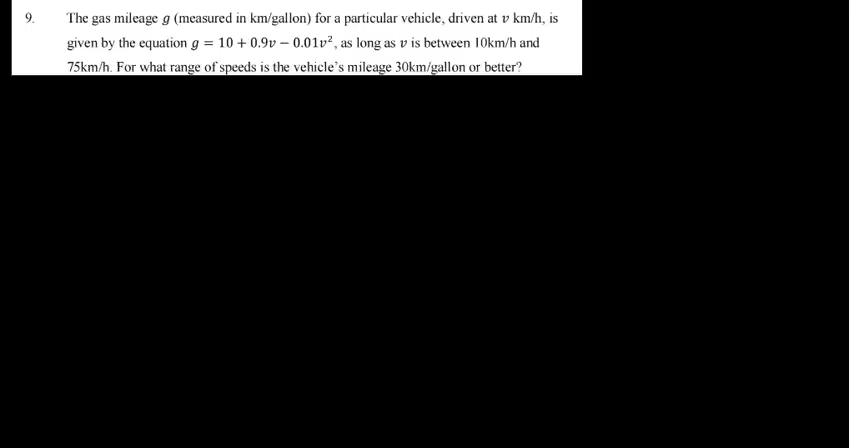 9. The gas mileage g (measured in km/gallon) for a particular vehicle, driven at v km/h, is
given by the equation g = 10 + 0.9v − 0.01v², as long as v is between 10km/h and
75km/h. For what range of speeds is the vehicle's mileage 30km/gallon or better?